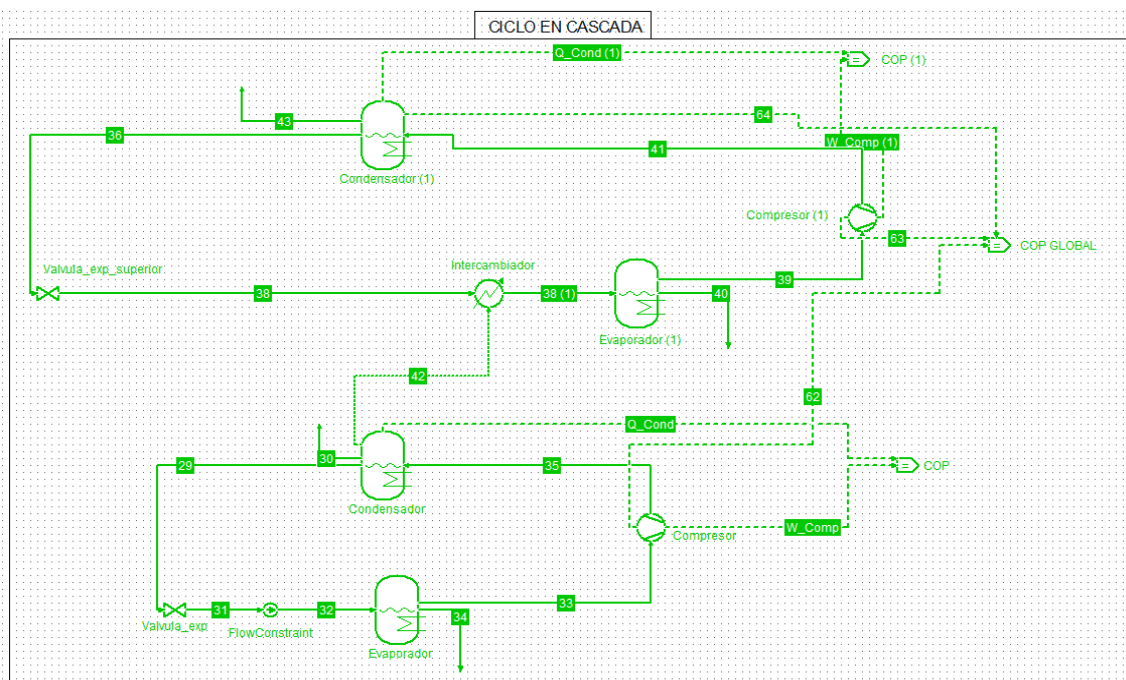 CICLO EN CASCADA
Q_Cond (1)
COP (1)
43
64
36
W_Comp (1)
41
Condensador (1)
Compresor (1)
63
COP GLOBAL
Valvula_exp_superior
Intercambiador
39
38
38 (1)
40
Evaporador (1)
42
62
Q_Cond
30
29
35
COP
Condensador
W_Comp
Compresor
33
31
32
34
Valvula_exp
FlowConstraint
Evaporador